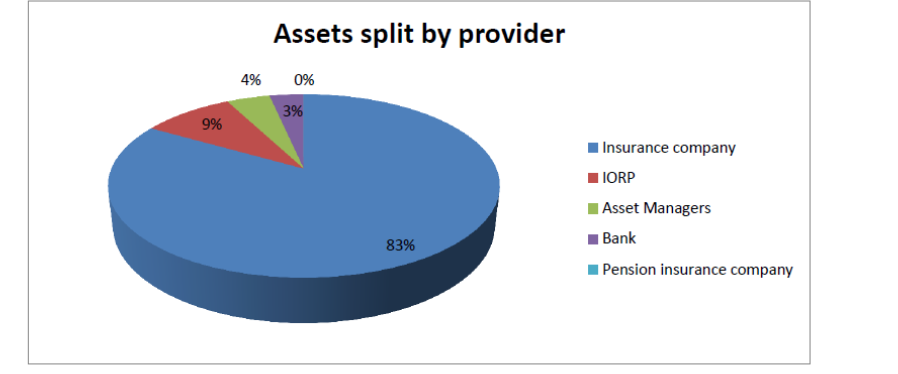 Assets split by provider
4%
0%
3%
9%
83%
Insurance company
IORP
Asset Managers
Bank
Pension insurance company